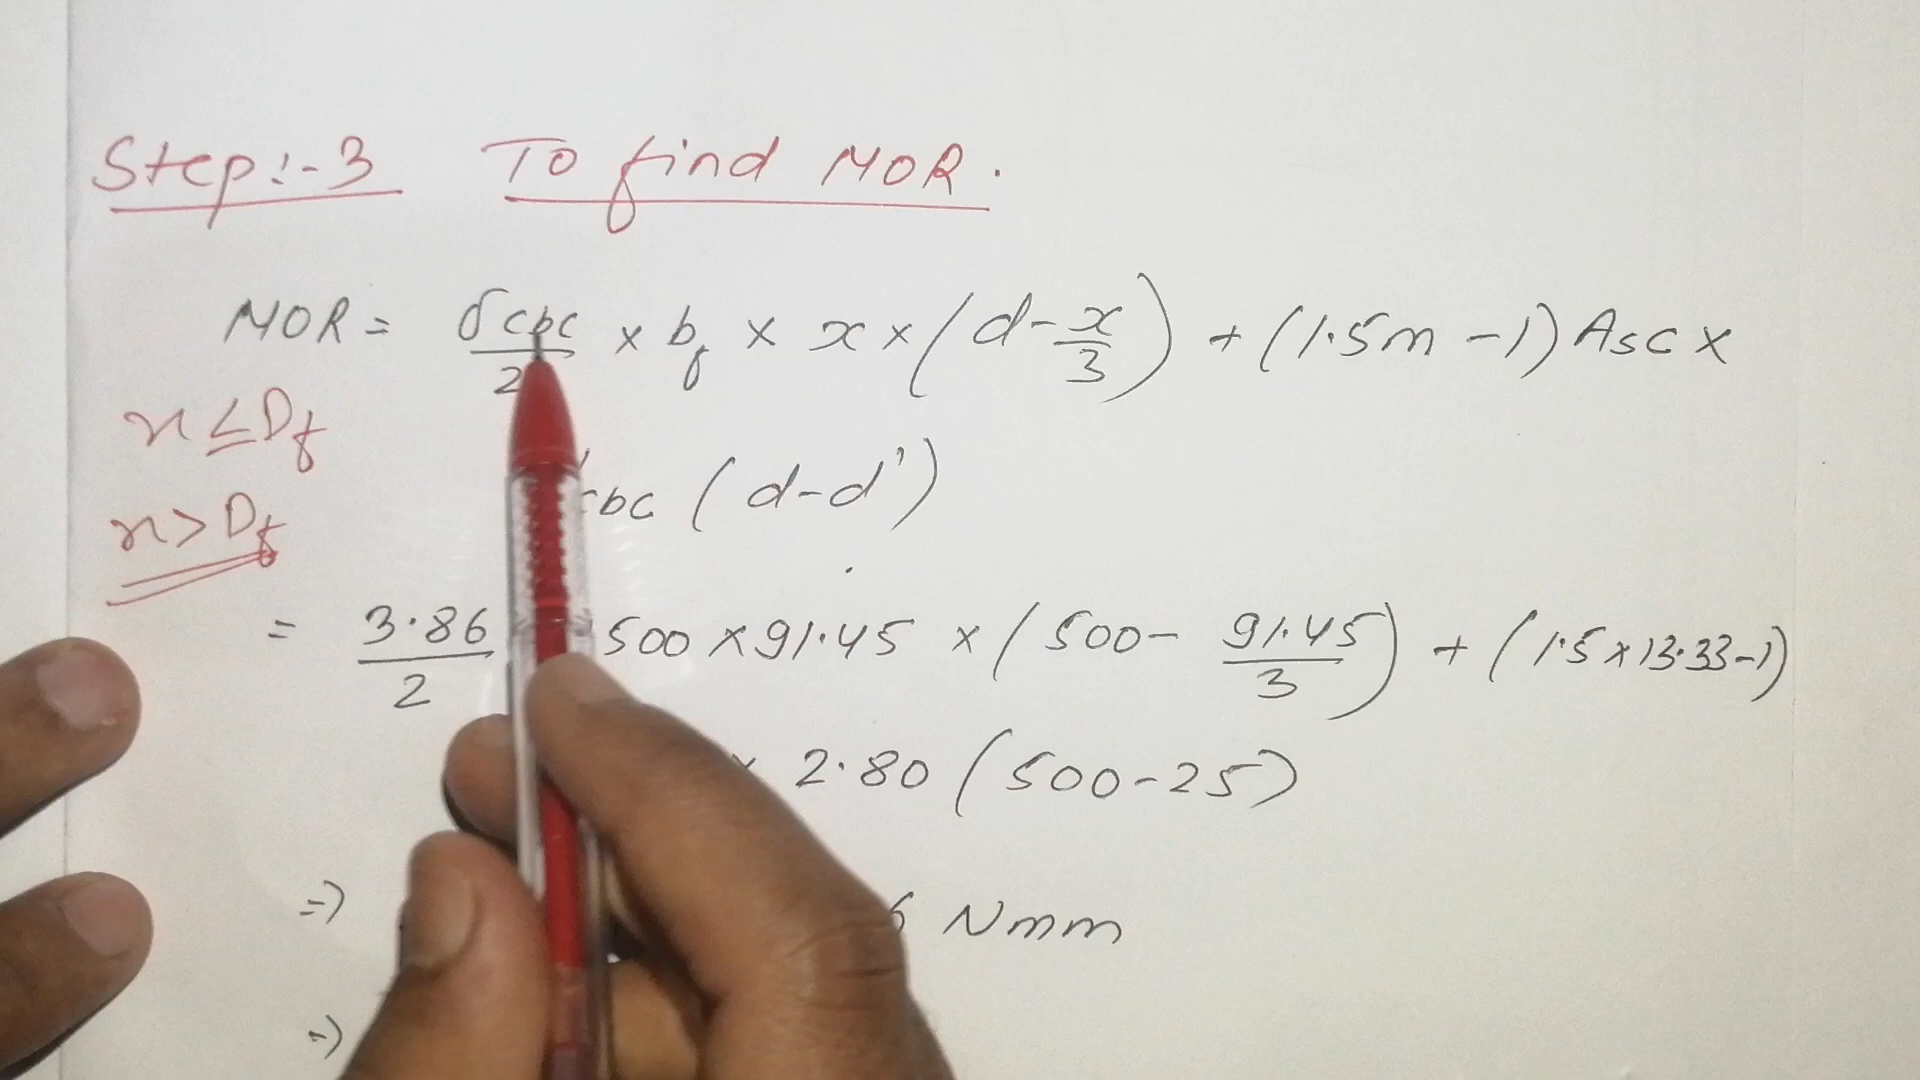 Step:-3 To find MOR.
MOR = σcbc/2 × bf × x × (d - x/3) + (1.5m - 1) Asc ×
x ≤ Df
cbc (d - d')
x > Df
= 3.86/2 500 × 91.45 × (500 - 91.45/3) + (1.5 × 13.33 - 1)
× 2.80 (500 - 25)
=) Nmm
=)